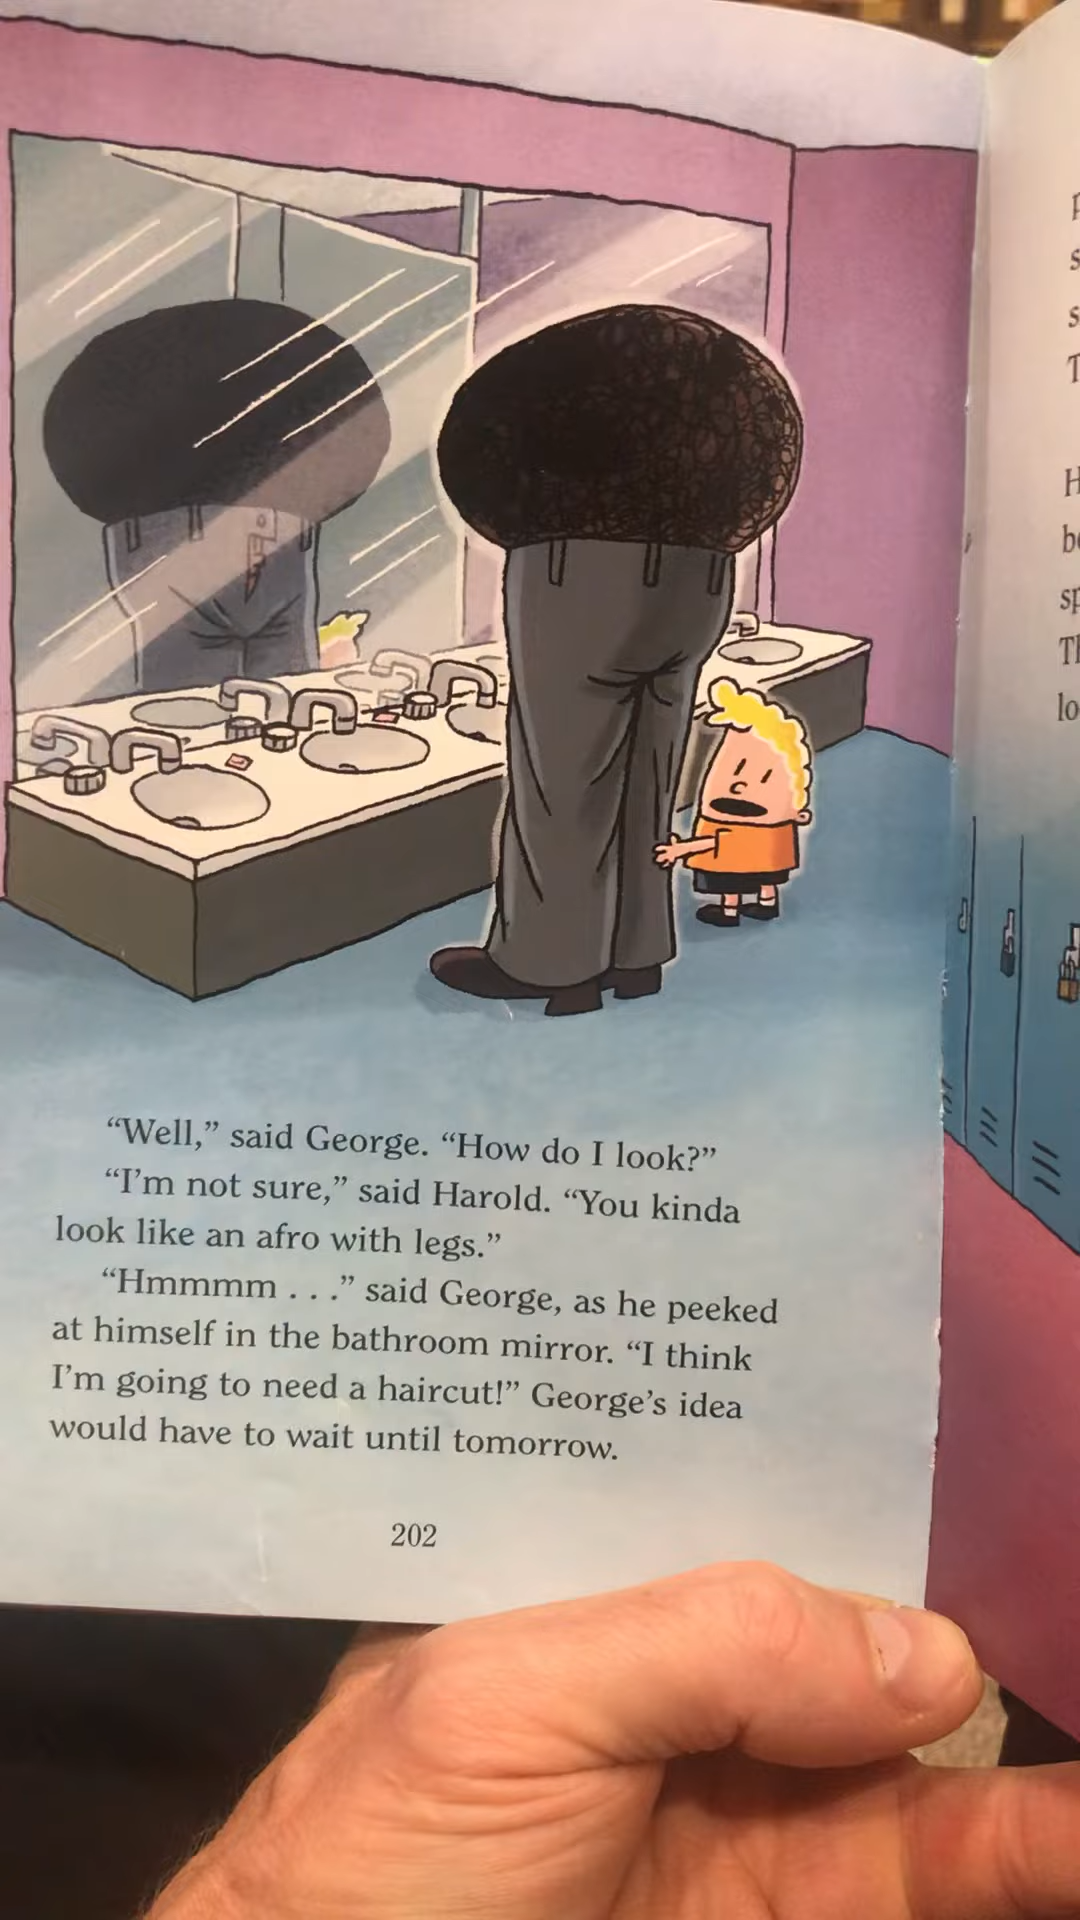 “Well,” said George. “How do I look?”
“I’m not sure,” said Harold. “You kinda
look like an afro with legs.”
“Hmmmm . . .” said George, as he peeked
at himself in the bathroom mirror. “I think
I’m going to need a haircut!” George’s idea
would have to wait until tomorrow.
202